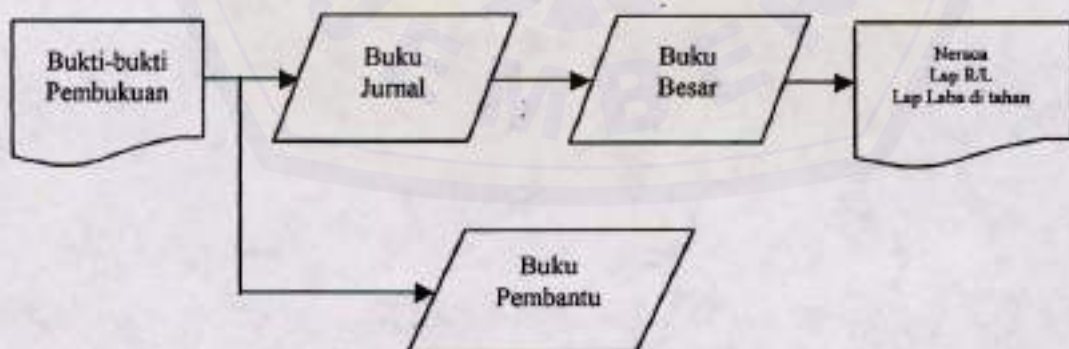 Bukti-bukti
Pembukuan
Buku
Jurnal
Buku
Besar
Neraca
Lap R/L
Lap Laba di tahan
Buku
Pembantu